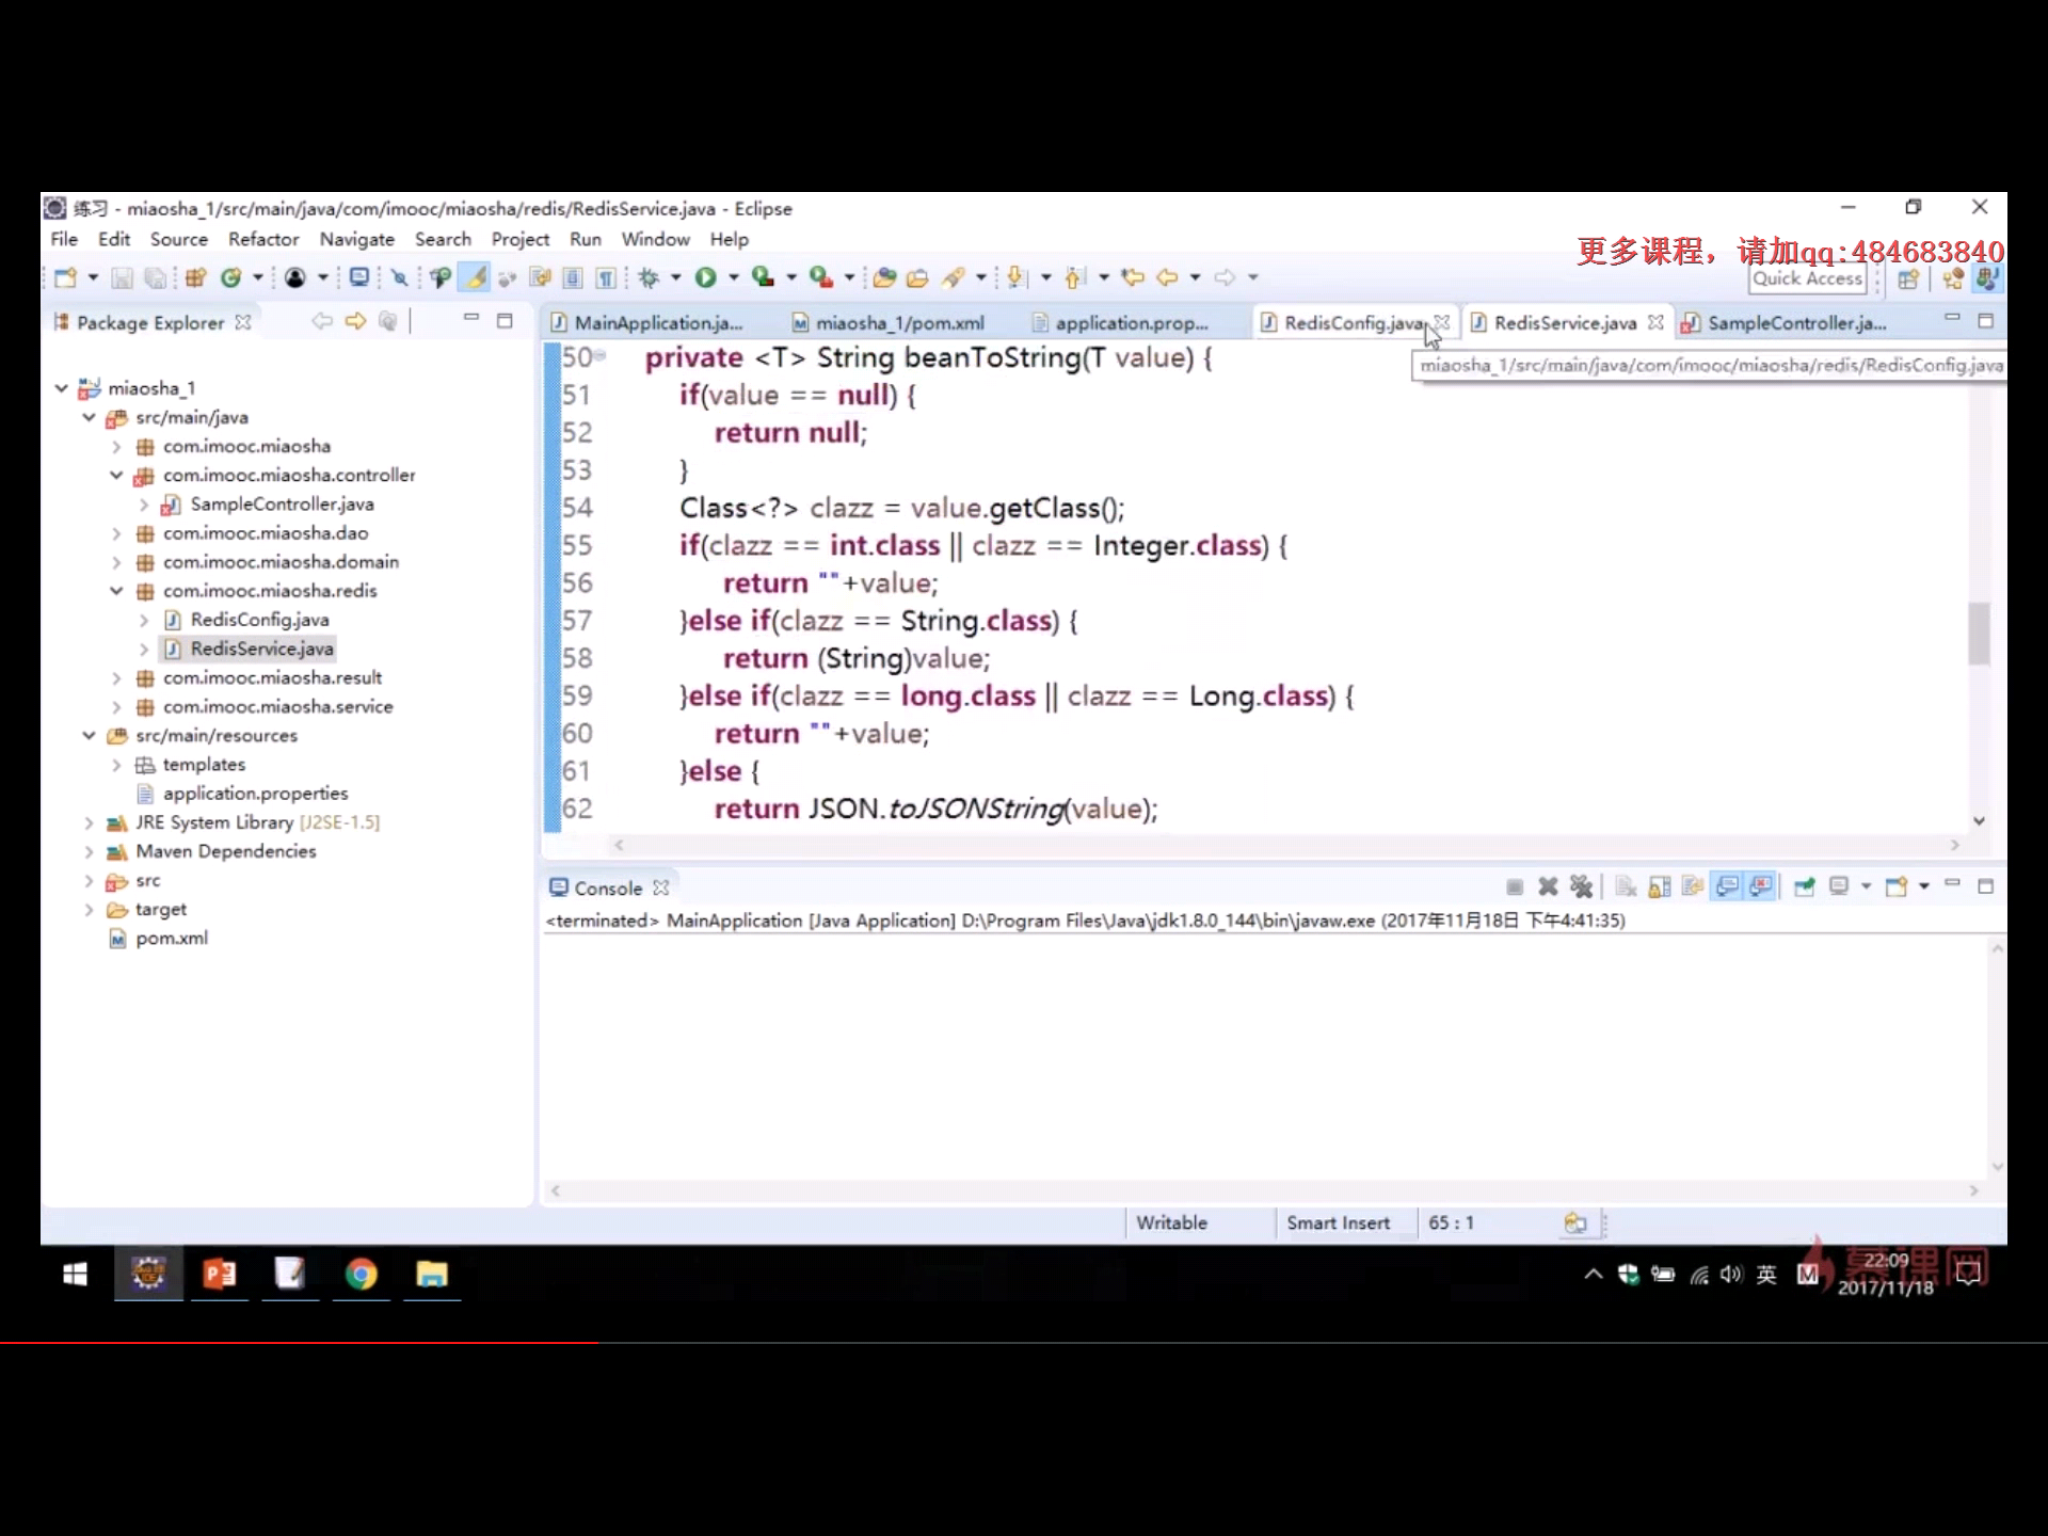 练习 - miaosha_1/src/main/java/com/imooc/miaosha/redis/RedisService.java - Eclipse
File Edit Source Refactor Navigate Search Project Run Window Help
更多课程，请加qq:484683840
Quick Access
Package Explorer
MainApplication.ja... miaosha_1/pom.xml application.prop... RedisConfig.java RedisService.java SampleController.ja...
miaosha_1/src/main/java/com/imooc/miaosha/redis/RedisConfig.java
miaosha_1
src/main/java
com.imooc.miaosha
com.imooc.miaosha.controller
SampleController.java
com.imooc.miaosha.dao
com.imooc.miaosha.domain
com.imooc.miaosha.redis
RedisConfig.java
RedisService.java
com.imooc.miaosha.result
com.imooc.miaosha.service
src/main/resources
templates
application.properties
JRE System Library [J2SE-1.5]
Maven Dependencies
src
target
pom.xml
50 private <T> String beanToString(T value) {
51 if(value == null) {
52 return null;
53 }
54 Class<?> clazz = value.getClass();
55 if(clazz == int.class || clazz == Integer.class) {
56 return ""+value;
57 }else if(clazz == String.class) {
58 return (String)value;
59 }else if(clazz == long.class || clazz == Long.class) {
60 return ""+value;
61 }else {
62 return JSON.toJSONString(value);
Console
<terminated> MainApplication [Java Application] D:\Program Files\Java\jdk1.8.0_144\bin\javaw.exe (2017年11月18日 下午4:41:35)
Writable Smart Insert 65 : 1
英
慕课网
22:09
2017/11/18